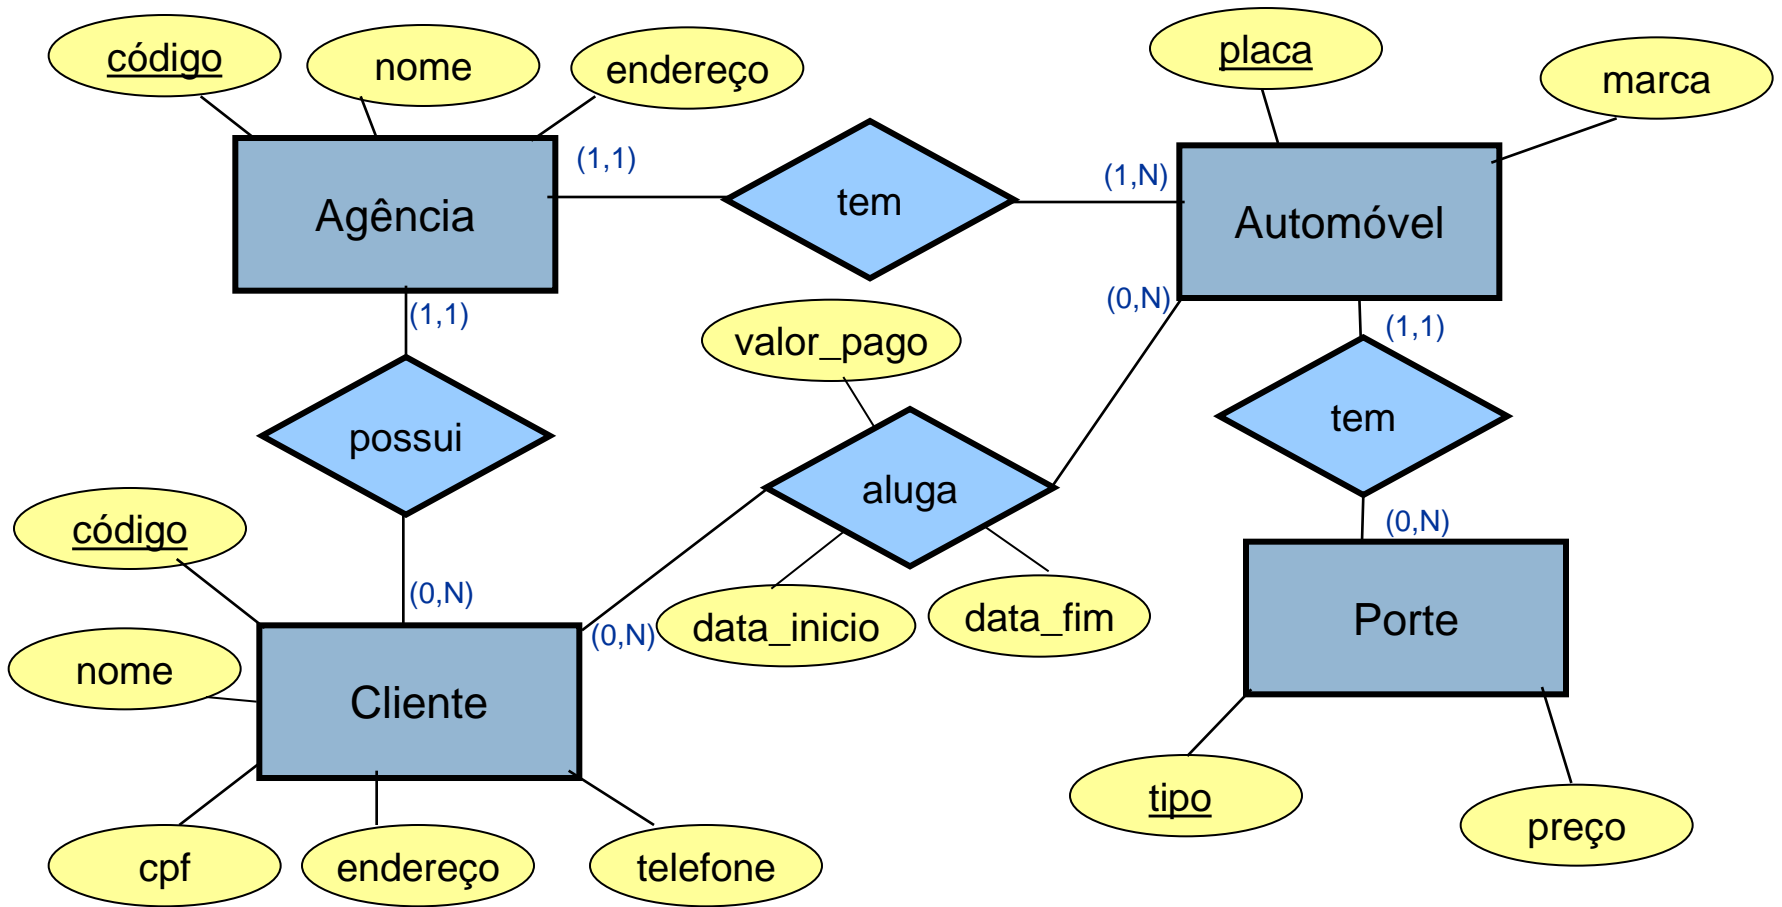 código
nome
endereço
placa
marca
(1,1)
tem
(1,N)
Agência
Automóvel
(1,1)
(0,N)
valor_pago
(1,1)
possui
tem
aluga
código
(0,N)
(0,N)
(0,N)
data_inicio
data_fim
Porte
nome
Cliente
tipo
preço
cpf
endereço
telefone